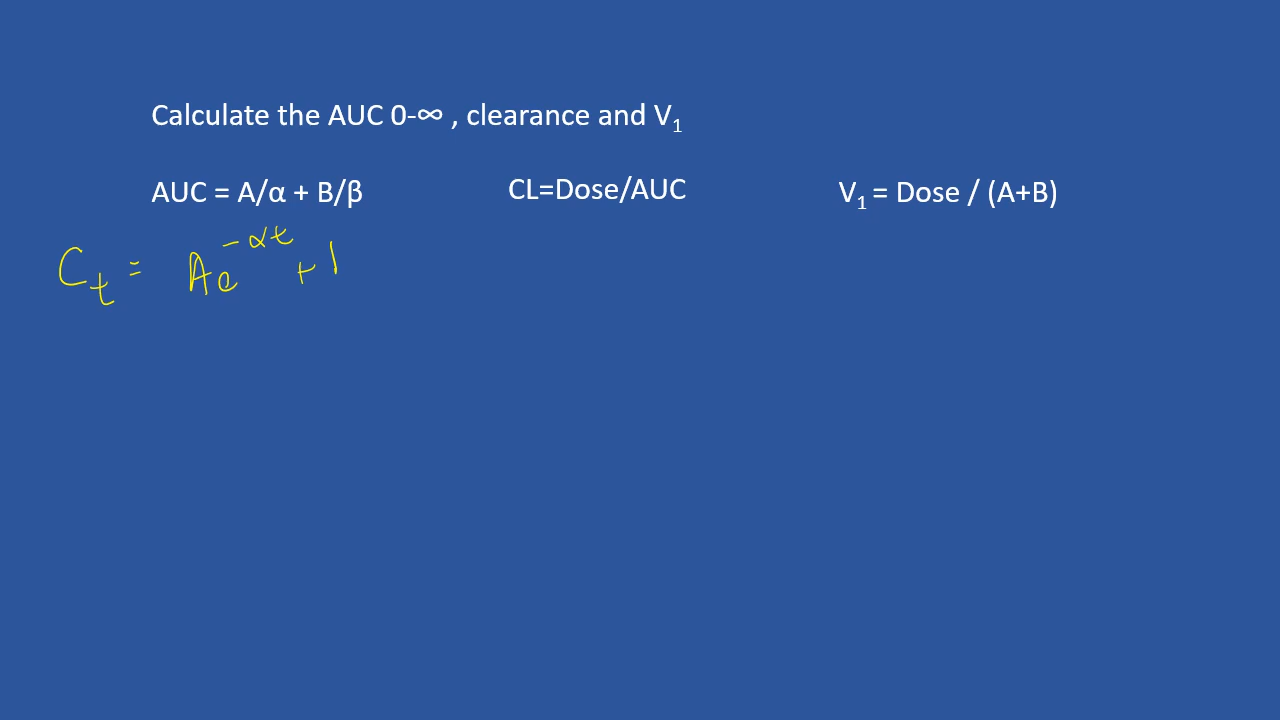 Calculate the AUC 0-∞ , clearance and V₁
AUC = A/α + B/β CL=Dose/AUC V₁ = Dose / (A+B)
Cₜ = Ae^-αt +